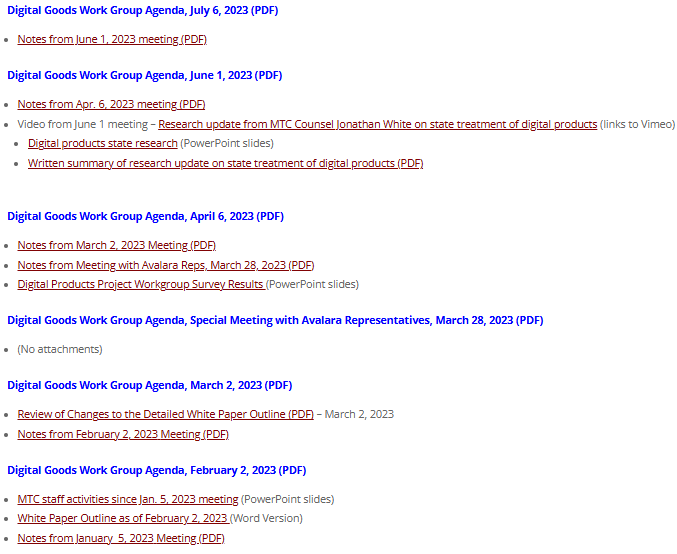 Digital Goods Work Group Agenda, July 6, 2023 (PDF)
Notes from June 1, 2023 meeting (PDF)
Digital Goods Work Group Agenda, June 1, 2023 (PDF)
Notes from Apr. 6, 2023 meeting (PDF)
Video from June 1 meeting – Research update from MTC Counsel Jonathan White on state treatment of digital products (links to Vimeo)
Digital products state research (PowerPoint slides)
Written summary of research update on state treatment of digital products (PDF)
Digital Goods Work Group Agenda, April 6, 2023 (PDF)
Notes from March 2, 2023 Meeting (PDF)
Notes from Meeting with Avalara Reps, March 28, 2o23 (PDF)
Digital Products Project Workgroup Survey Results (PowerPoint slides)
Digital Goods Work Group Agenda, Special Meeting with Avalara Representatives, March 28, 2023 (PDF)
(No attachments)
Digital Goods Work Group Agenda, March 2, 2023 (PDF)
Review of Changes to the Detailed White Paper Outline (PDF) – March 2, 2023
Notes from February 2, 2023 Meeting (PDF)
Digital Goods Work Group Agenda, February 2, 2023 (PDF)
MTC staff activities since Jan. 5, 2023 meeting (PowerPoint slides)
White Paper Outline as of February 2, 2023 (Word Version)
Notes from January 5, 2023 Meeting (PDF)